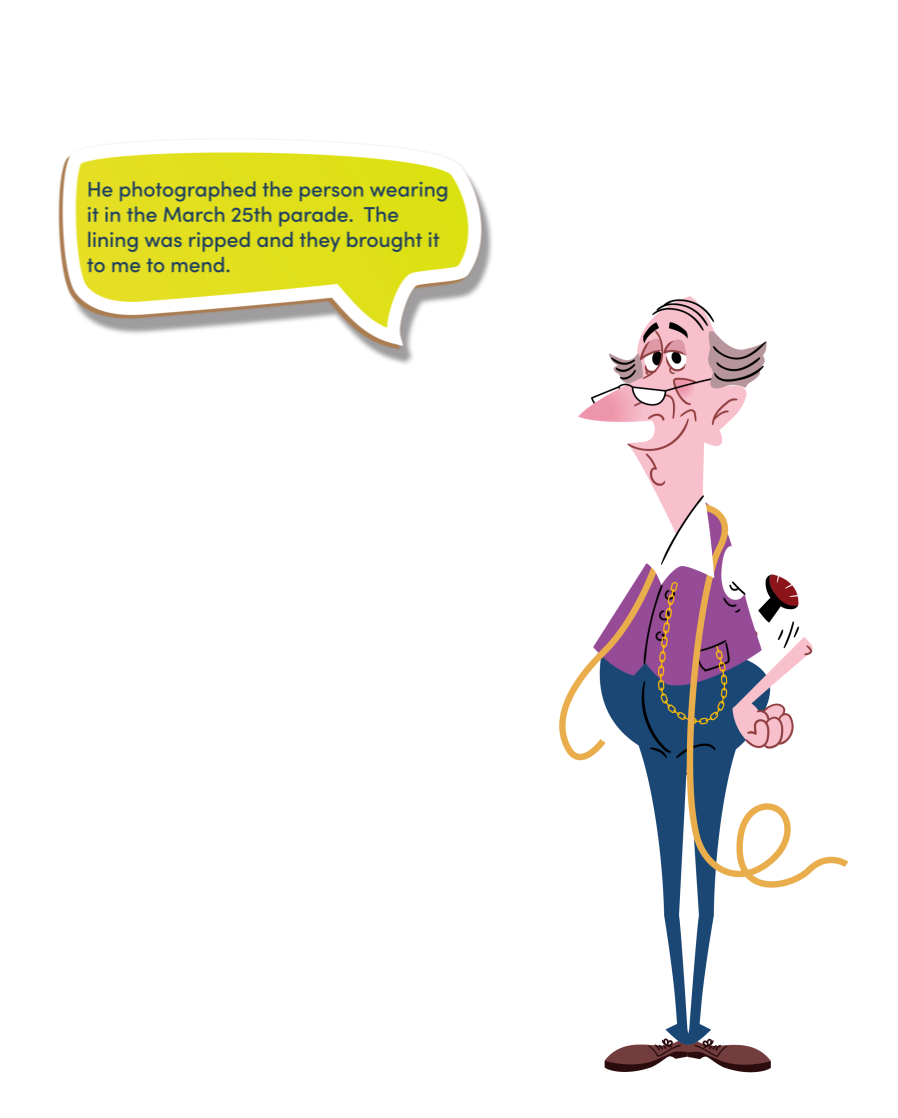 He photographed the person wearing
it in the March 25th parade.  The
lining was ripped and they brought it
to me to mend.